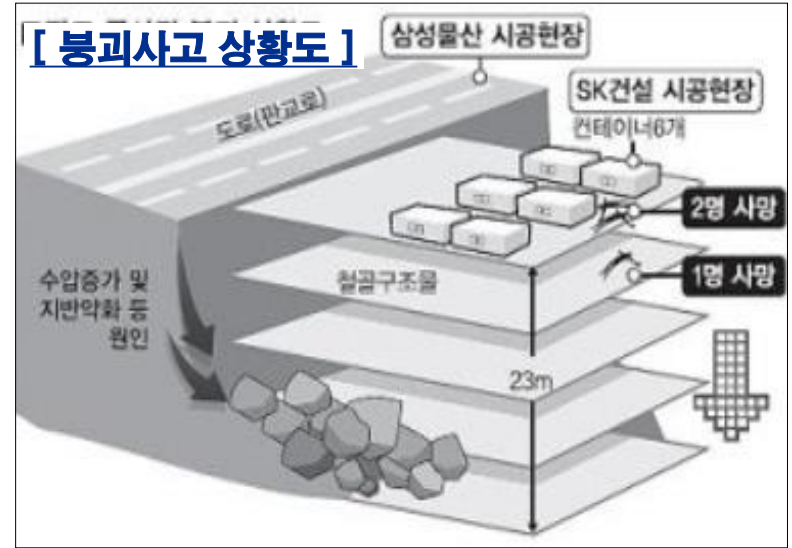 [ 붕괴사고 상황도 ]
삼성물산 시공현장
SK건설 시공현장
컨테이너6개
도로(판교로)
2명 사망
1명 사망
수압증가 및
지반약화 등
원인
철골구조물
23m